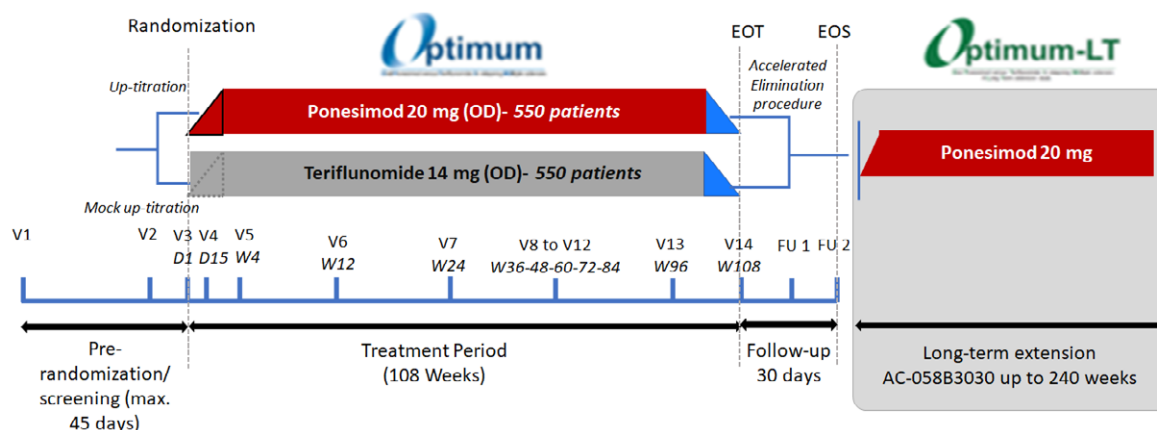 Randomization
Optimum
EOT
EOS
Optimum-LT
Up-titration
Accelerated
Elimination
procedure
Ponesimod 20 mg (OD)- 550 patients
Ponesimod 20 mg
Teriflunomide 14 mg (OD)- 550 patients
Mock up-titration
V1
V2
V3
D1
V4
D15
V5
W4
V6
W12
V7
W24
V8 to V12
W36-48-60-72-84
V13
W96
V14
W108
FU 1
FU 2
Pre-
randomization/
screening (max.
45 days)
Treatment Period
(108 Weeks)
Follow-up
30 days
Long-term extension
AC-058B3030 up to 240 weeks